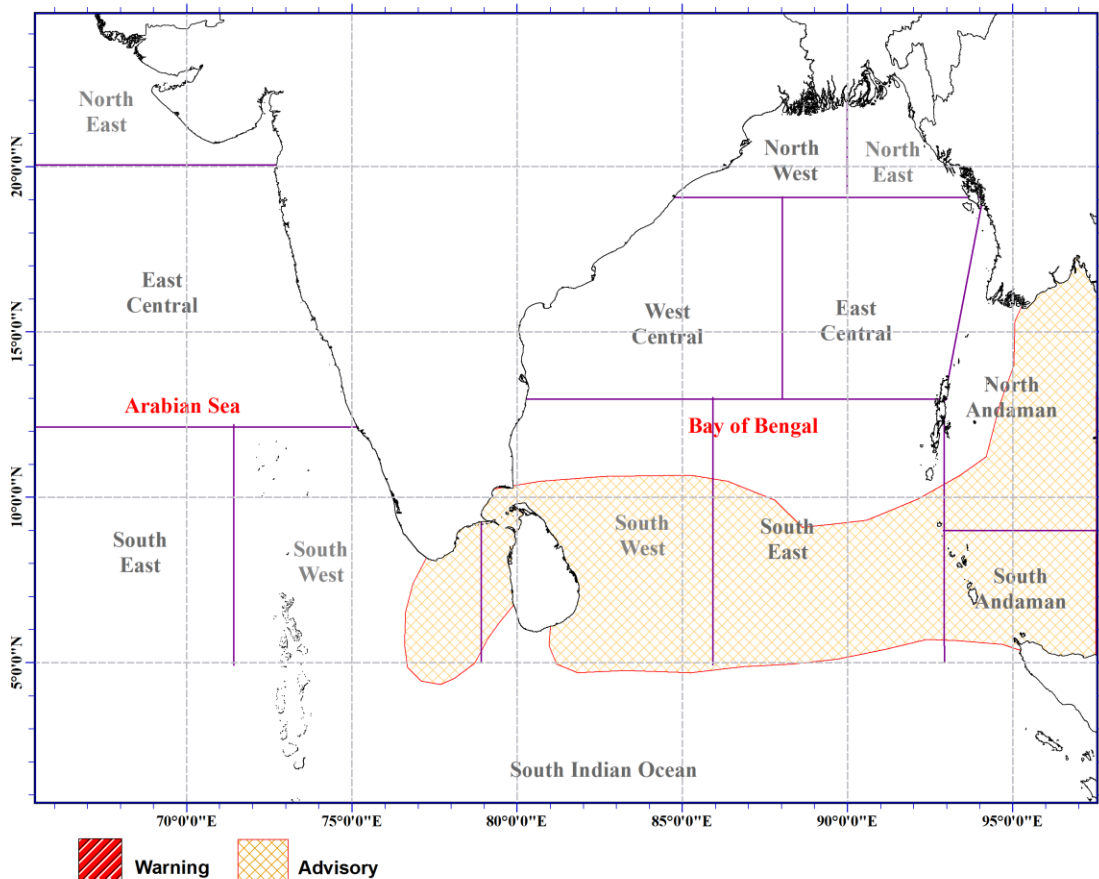 North
East
North
West
North
East
20°0'0"N
East
Central
West
Central
East
Central
15°0'0"N
Arabian Sea
North
Andaman
Bay of Bengal
10°0'0"N
South
East
South
West
South
West
South
East
South
Andaman
5°0'0"N
South Indian Ocean
70°0'0"E 75°0'0"E 80°0'0"E 85°0'0"E 90°0'0"E 95°0'0"E
Warning Advisory